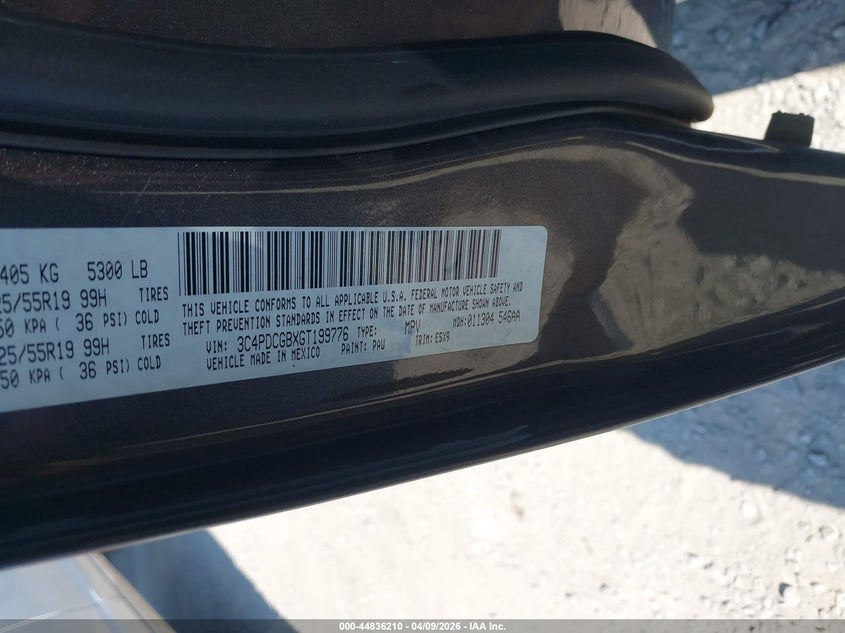 405 KG 5300 LB
25/55R19 99H TIRES
50 KPA ( 36 PSI) COLD
25/55R19 99H TIRES
50 KPA ( 36 PSI) COLD
THIS VEHICLE CONFORMS TO ALL APPLICABLE U.S.A. FEDERAL MOTOR VEHICLE SAFETY AND
THEFT PREVENTION STANDARDS IN EFFECT ON THE DATE OF MANUFACTURE SHOWN ABOVE.
VIN: 3C4PDCGBXGT199776 TYPE: MPV MDH: 011304 546AA
VEHICLE MADE IN MEXICO PAINT: PAU TRIM: E5X9
000-44836210 - 04/09/2026 - IAA Inc.